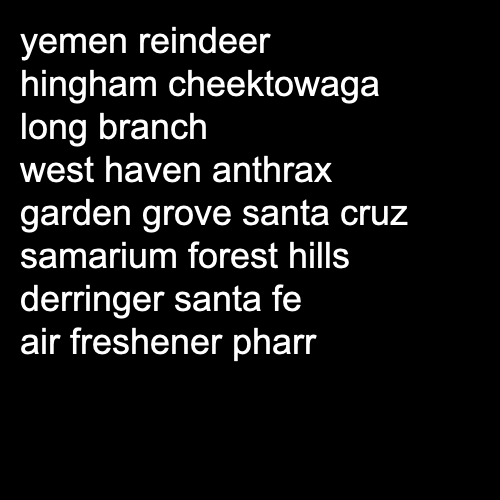 yemen reindeer
hingham cheektowaga
long branch
west haven anthrax
garden grove santa cruz
samarium forest hills
derringer santa fe
air freshener pharr